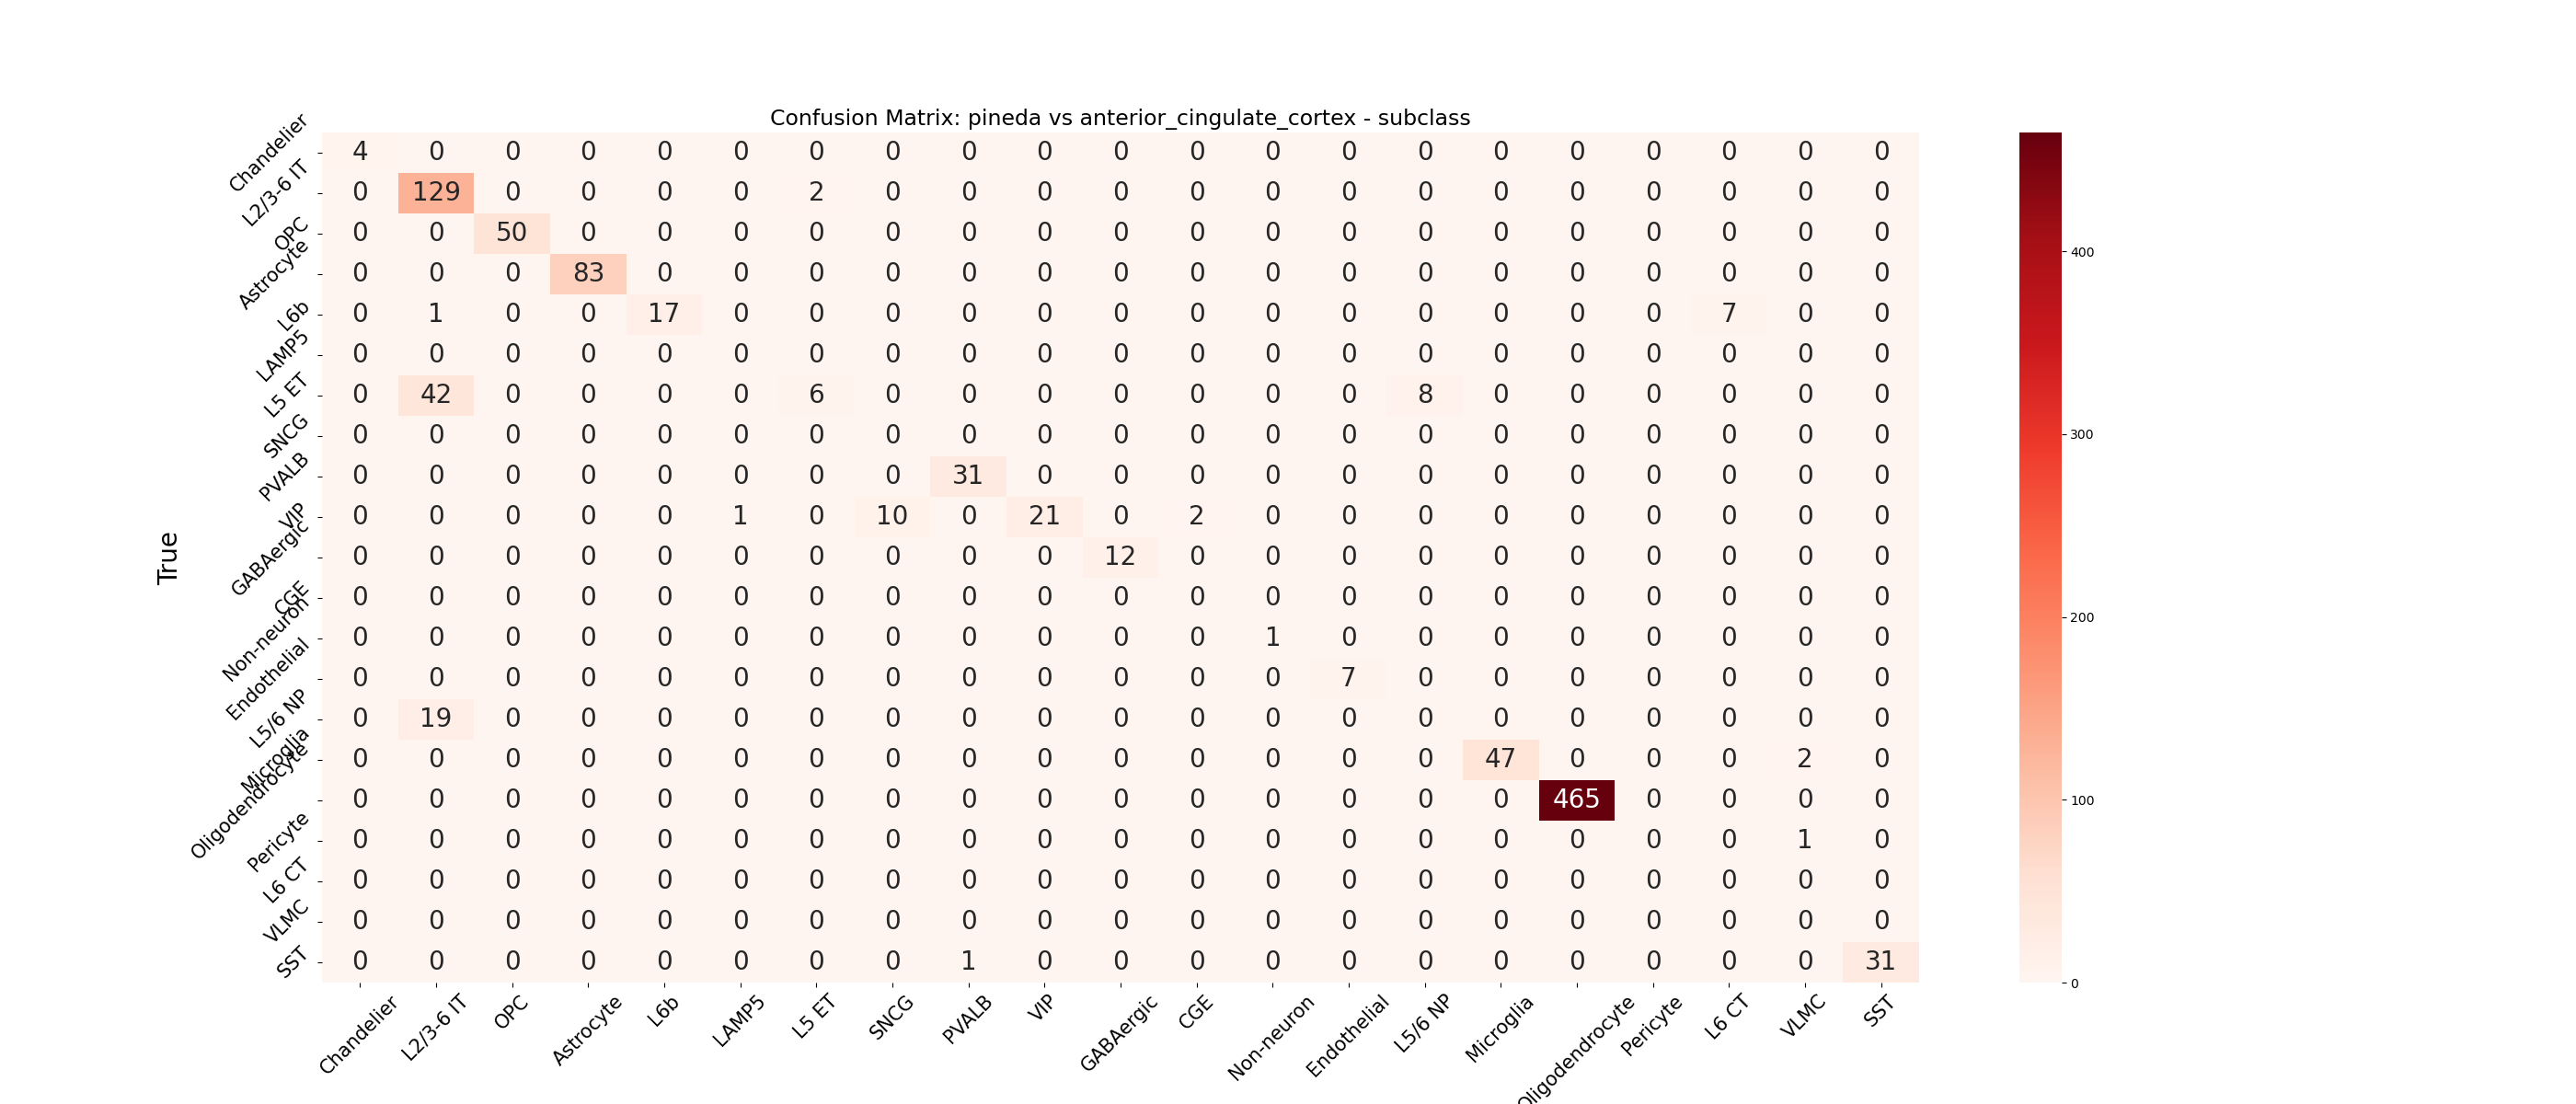 Confusion Matrix: pineda vs anterior_cingulate_cortex - subclass
True
Chandelier 4 0 0 0 0 0 0 0 0 0 0 0 0 0 0 0 0 0 0 0 0
L2/3-6 IT 0 129 0 0 0 0 2 0 0 0 0 0 0 0 0 0 0 0 0 0 0
OPC 0 0 50 0 0 0 0 0 0 0 0 0 0 0 0 0 0 0 0 0 0
Astrocyte 0 0 0 83 0 0 0 0 0 0 0 0 0 0 0 0 0 0 0 0 0
L6b 0 1 0 0 17 0 0 0 0 0 0 0 0 0 0 0 0 0 7 0 0
LAMP5 0 0 0 0 0 0 0 0 0 0 0 0 0 0 0 0 0 0 0 0 0
L5 ET 0 42 0 0 0 0 6 0 0 0 0 0 0 0 8 0 0 0 0 0 0
SNCG 0 0 0 0 0 0 0 0 0 0 0 0 0 0 0 0 0 0 0 0 0
PVALB 0 0 0 0 0 0 0 0 31 0 0 0 0 0 0 0 0 0 0 0 0
VIP 0 0 0 0 0 1 0 10 0 21 0 2 0 0 0 0 0 0 0 0 0
GABAergic 0 0 0 0 0 0 0 0 0 0 12 0 0 0 0 0 0 0 0 0 0
CGE 0 0 0 0 0 0 0 0 0 0 0 0 0 0 0 0 0 0 0 0 0
Non-neuron 0 0 0 0 0 0 0 0 0 0 0 0 1 0 0 0 0 0 0 0 0
Endothelial 0 0 0 0 0 0 0 0 0 0 0 0 0 7 0 0 0 0 0 0 0
L5/6 NP 0 19 0 0 0 0 0 0 0 0 0 0 0 0 0 0 0 0 0 0 0
Microglia 0 0 0 0 0 0 0 0 0 0 0 0 0 0 0 47 0 0 0 2 0
Oligodendrocyte 0 0 0 0 0 0 0 0 0 0 0 0 0 0 0 0 465 0 0 0 0
Pericyte 0 0 0 0 0 0 0 0 0 0 0 0 0 0 0 0 0 0 0 1 0
L6 CT 0 0 0 0 0 0 0 0 0 0 0 0 0 0 0 0 0 0 0 0 0
VLMC 0 0 0 0 0 0 0 0 0 0 0 0 0 0 0 0 0 0 0 0 0
SST 0 0 0 0 0 0 0 0 1 0 0 0 0 0 0 0 0 0 0 0 31
Chandelier L2/3-6 IT OPC Astrocyte L6b LAMP5 L5 ET SNCG PVALB VIP GABAergic CGE Non-neuron Endothelial L5/6 NP Microglia Oligodendrocyte Pericyte L6 CT VLMC SST
400
300
200
100
0